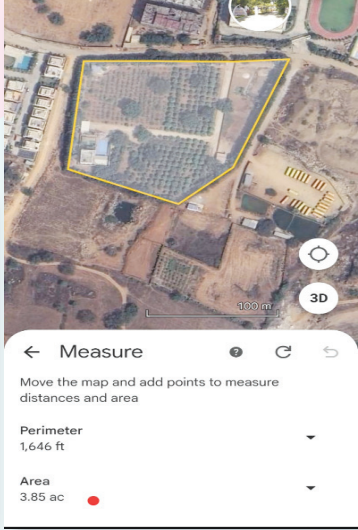 100 m
3D
Measure
Move the map and add points to measure
distances and area
Perimeter
1,646 ft
Area
3.85 ac